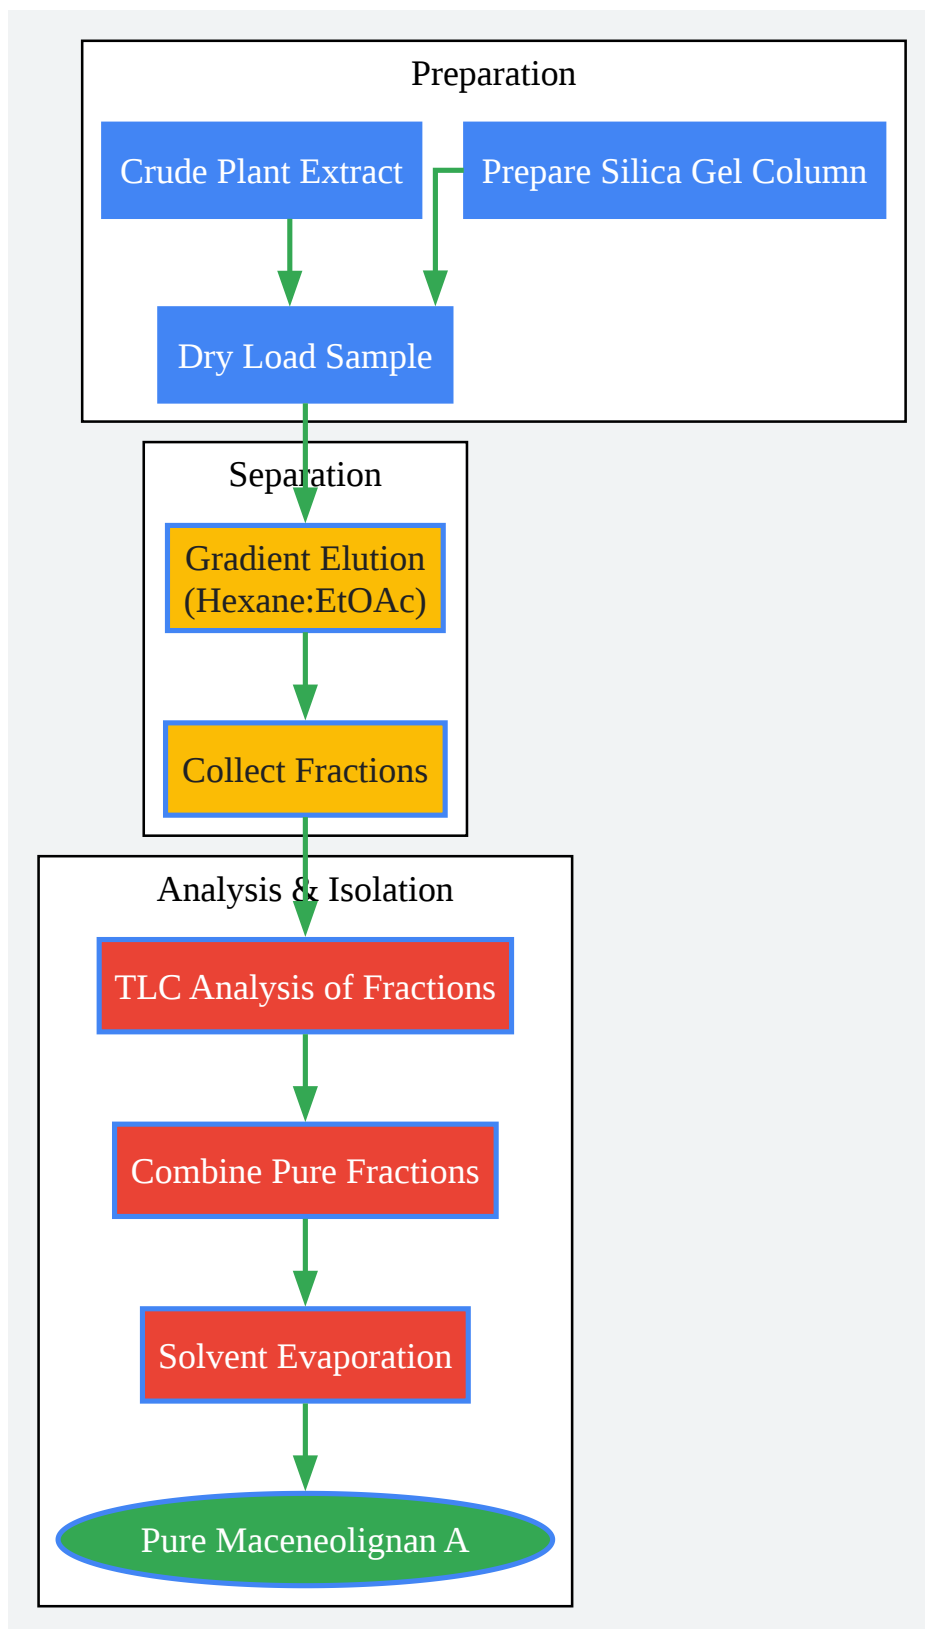 Preparation
Crude Plant Extract
Prepare Silica Gel Column
Dry Load Sample
Separation
Gradient Elution
(Hexane:EtOAc)
Collect Fractions
Analysis & Isolation
TLC Analysis of Fractions
Combine Pure Fractions
Solvent Evaporation
Pure Maceneolignan A